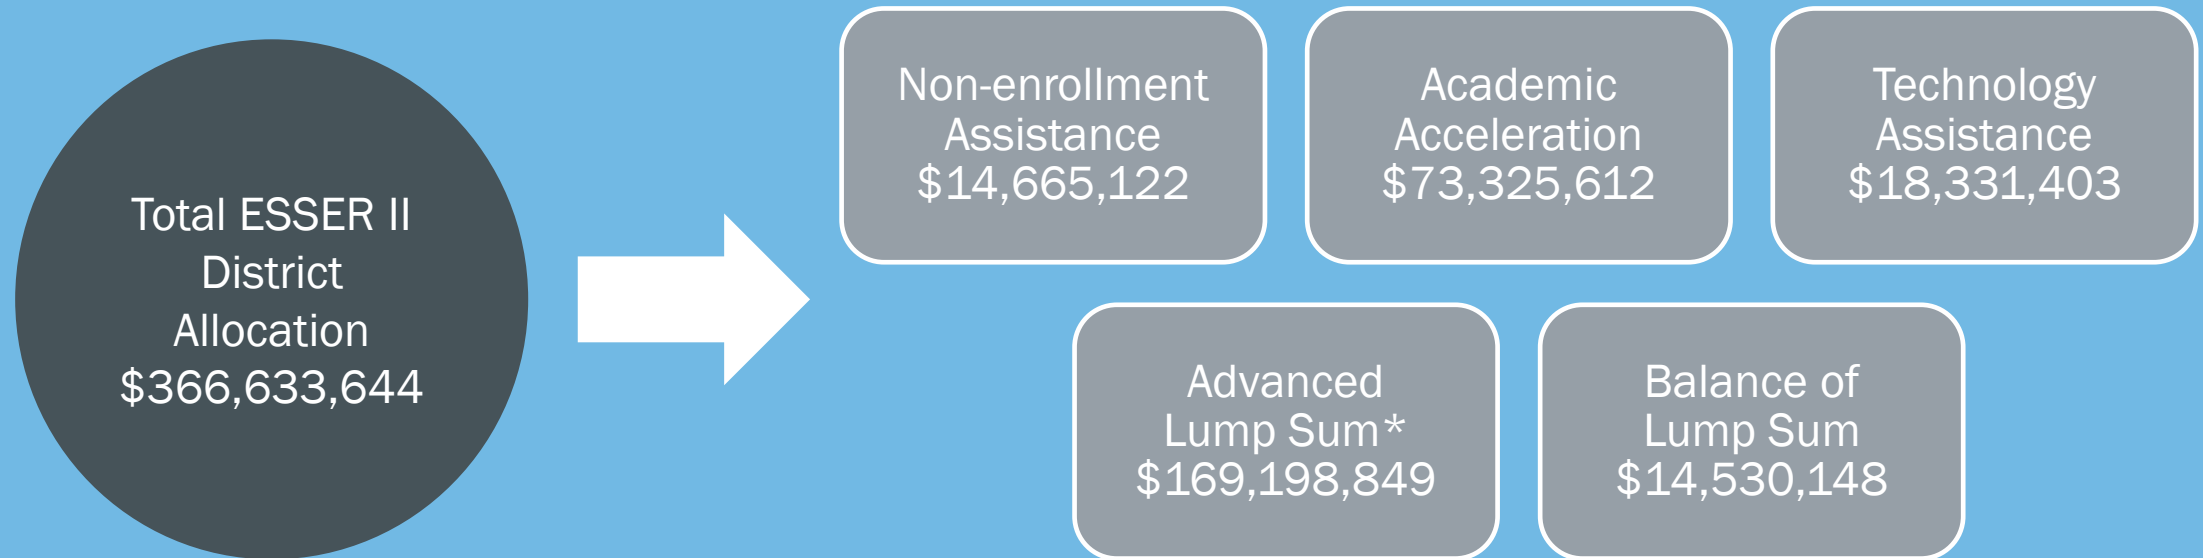 Total ESSER II
District
Allocation
$366,633,644
Non-enrollment
Assistance
$14,665,122
Academic
Acceleration
$73,325,612
Technology
Assistance
$18,331,403
Advanced
Lump Sum*
$169,198,849
Balance of
Lump Sum
$14,530,148